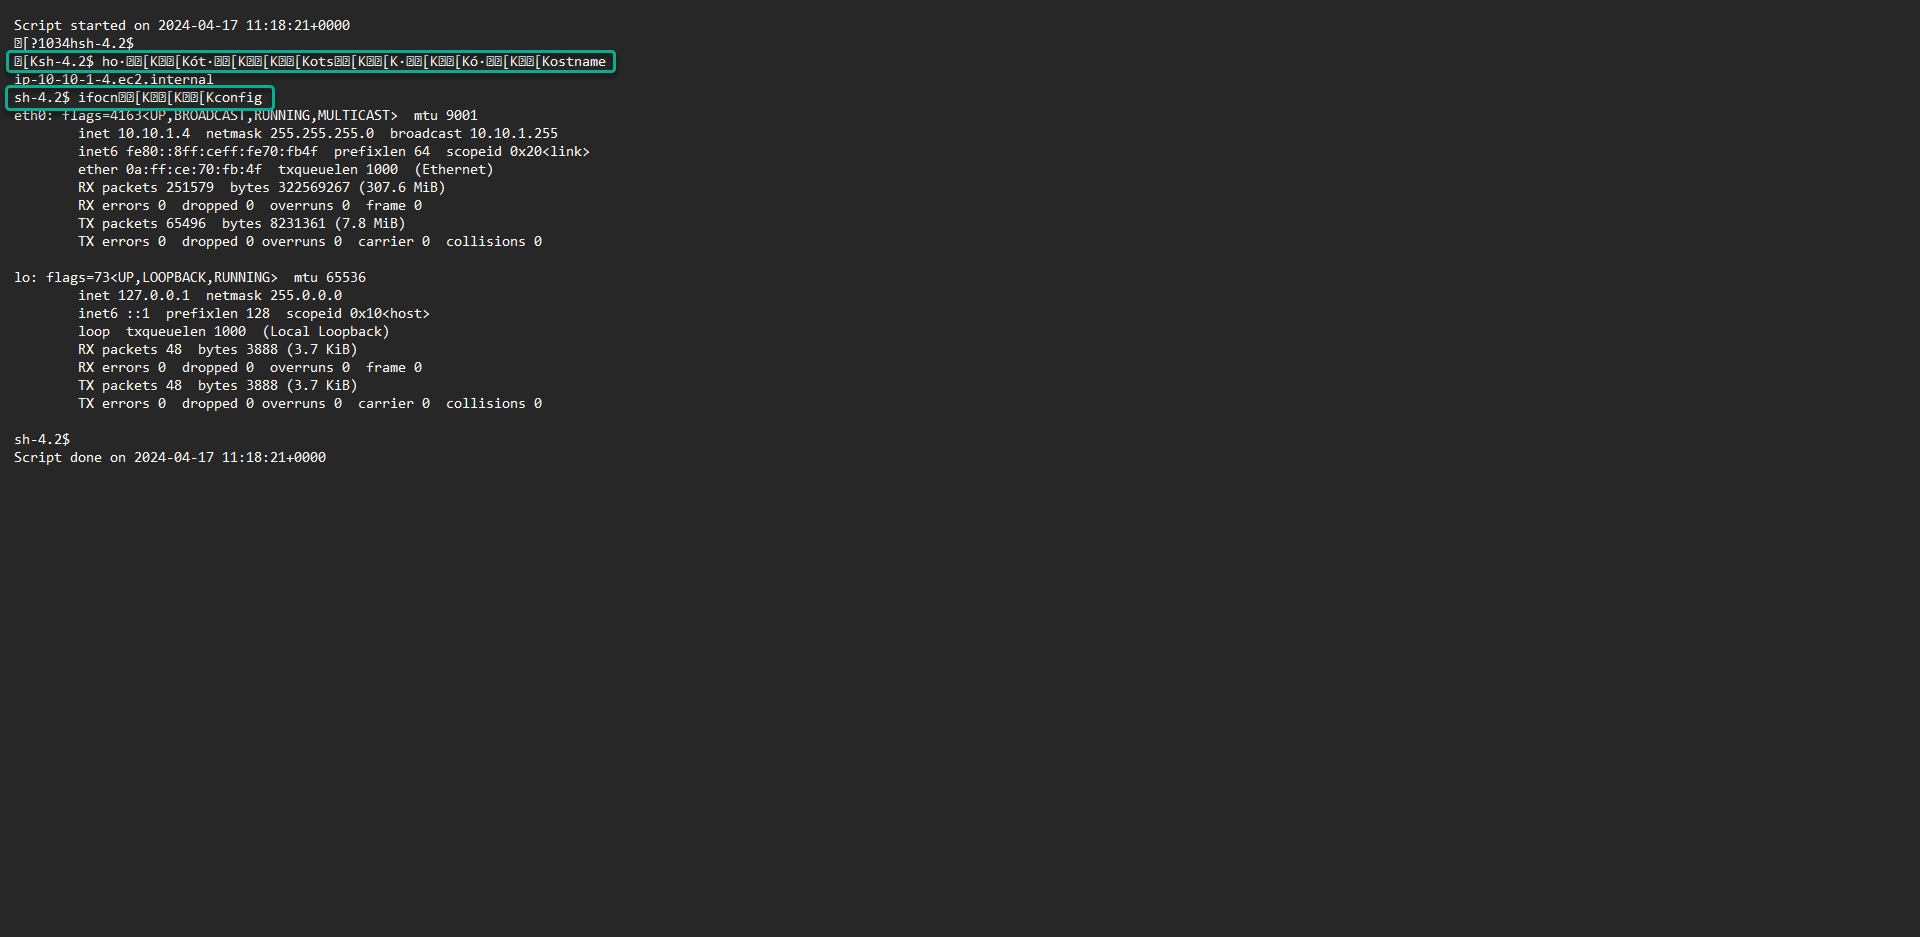 Script started on 2024-04-17 11:18:21+0000
[?1034hsh-4.2$
[Ksh-4.2$ ho·[K[Kót·[K[K[Kots[K[K·[K[Kó·[K[Kostname
ip-10-10-1-4.ec2.internal
sh-4.2$ ifocn[K[K[Kconfig
eth0: flags=4163<UP,BROADCAST,RUNNING,MULTICAST>  mtu 9001
        inet 10.10.1.4  netmask 255.255.255.0  broadcast 10.10.1.255
        inet6 fe80::8ff:ceff:fe70:fb4f  prefixlen 64  scopeid 0x20<link>
        ether 0a:ff:ce:70:fb:4f  txqueuelen 1000  (Ethernet)
        RX packets 251579  bytes 322569267 (307.6 MiB)
        RX errors 0  dropped 0  overruns 0  frame 0
        TX packets 65496  bytes 8231361 (7.8 MiB)
        TX errors 0  dropped 0 overruns 0  carrier 0  collisions 0
lo: flags=73<UP,LOOPBACK,RUNNING>  mtu 65536
        inet 127.0.0.1  netmask 255.0.0.0
        inet6 ::1  prefixlen 128  scopeid 0x10<host>
        loop  txqueuelen 1000  (Local Loopback)
        RX packets 48  bytes 3888 (3.7 KiB)
        RX errors 0  dropped 0  overruns 0  frame 0
        TX packets 48  bytes 3888 (3.7 KiB)
        TX errors 0  dropped 0 overruns 0  carrier 0  collisions 0
sh-4.2$
Script done on 2024-04-17 11:18:21+0000